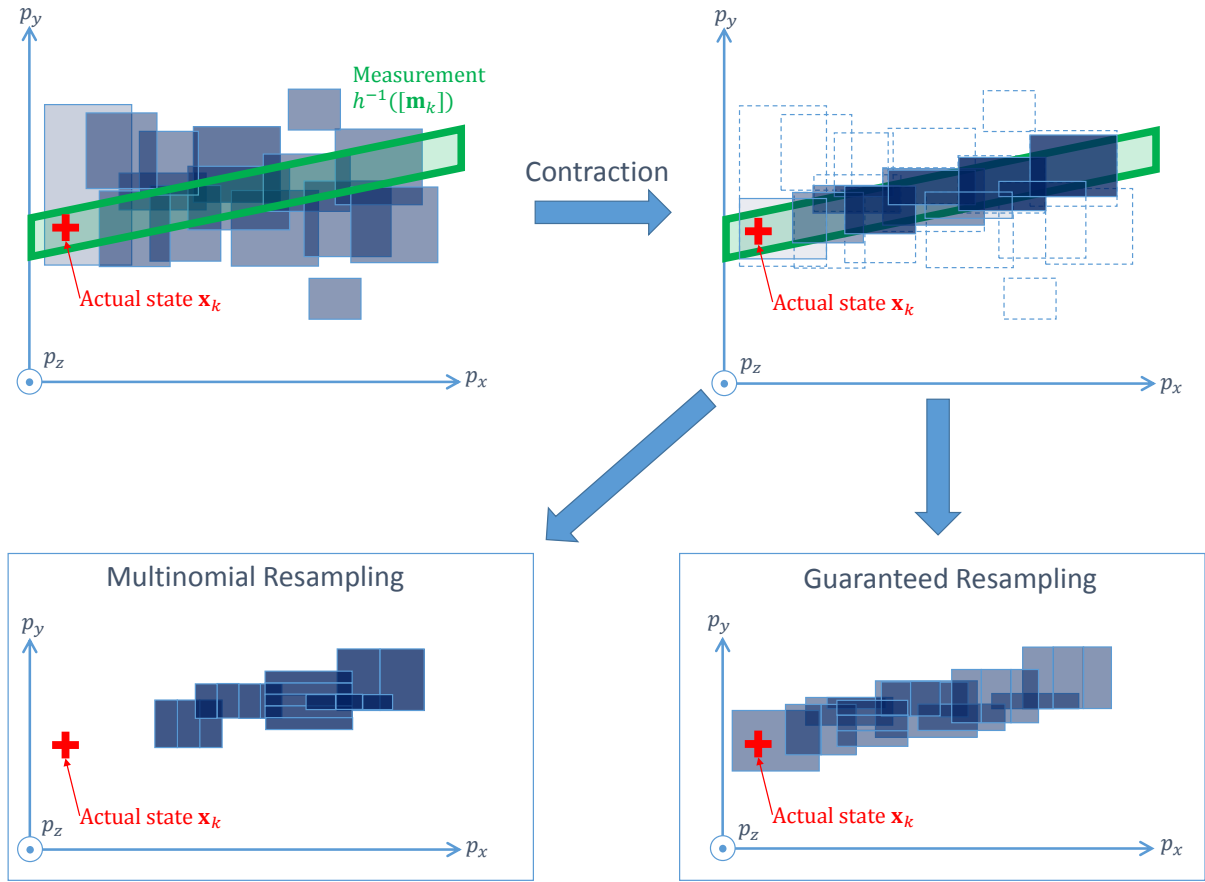 p_y
Measurement
h⁻¹([𝐦_k])
Actual state 𝐱_k
p_z
p_x
Contraction
p_y
Actual state 𝐱_k
p_z
p_x
Multinomial Resampling
p_y
Actual state 𝐱_k
p_z
p_x
Guaranteed Resampling
p_y
Actual state 𝐱_k
p_z
p_x